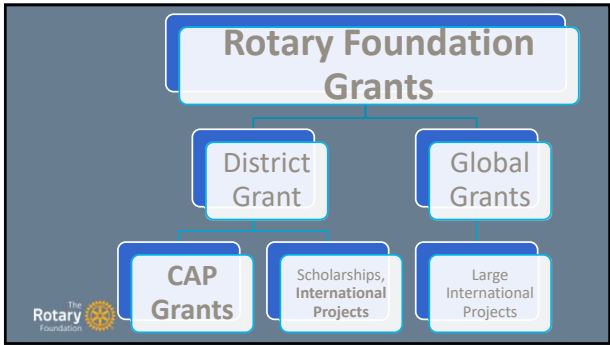 Rotary Foundation
Grants
District
Grant
Global
Grants
CAP
Grants
Scholarships,
International
Projects
Large
International
Projects
The
Rotary
Foundation